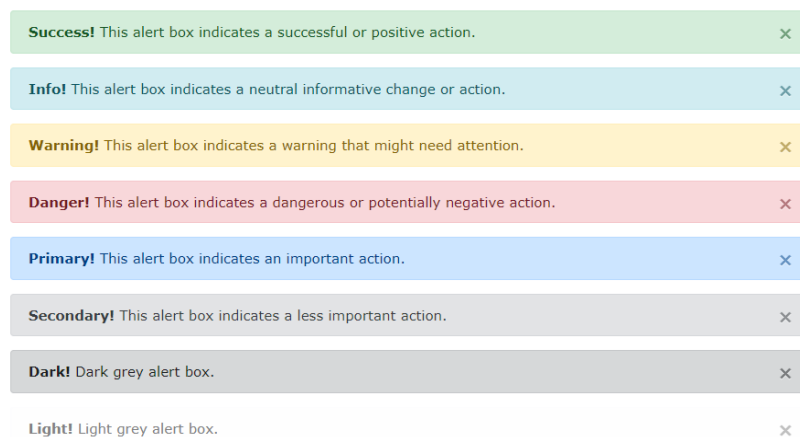 Success! This alert box indicates a successful or positive action. ×
Info! This alert box indicates a neutral informative change or action. ×
Warning! This alert box indicates a warning that might need attention. ×
Danger! This alert box indicates a dangerous or potentially negative action. ×
Primary! This alert box indicates an important action. ×
Secondary! This alert box indicates a less important action. ×
Dark! Dark grey alert box. ×
Light! Light grey alert box. ×